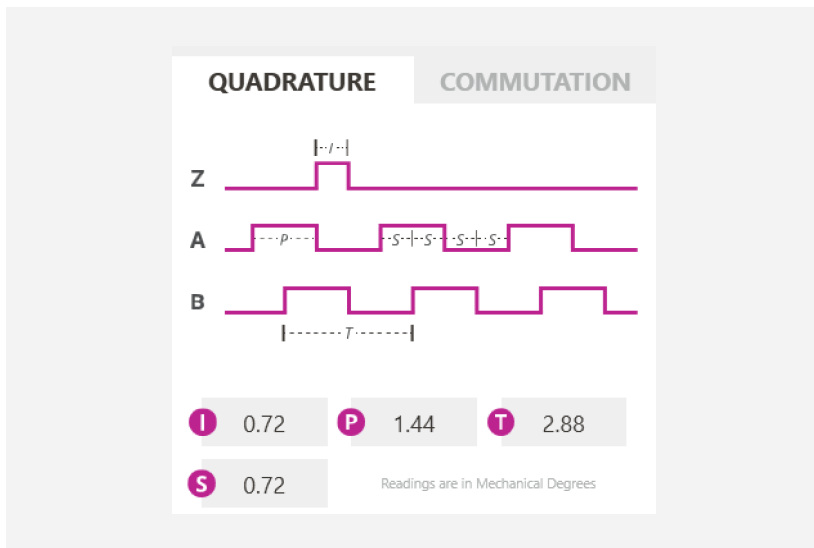 QUADRATURE COMMUTATION
I
Z
A P S S S S
B
T
I 0.72 P 1.44 T 2.88
S 0.72 Readings are in Mechanical Degrees